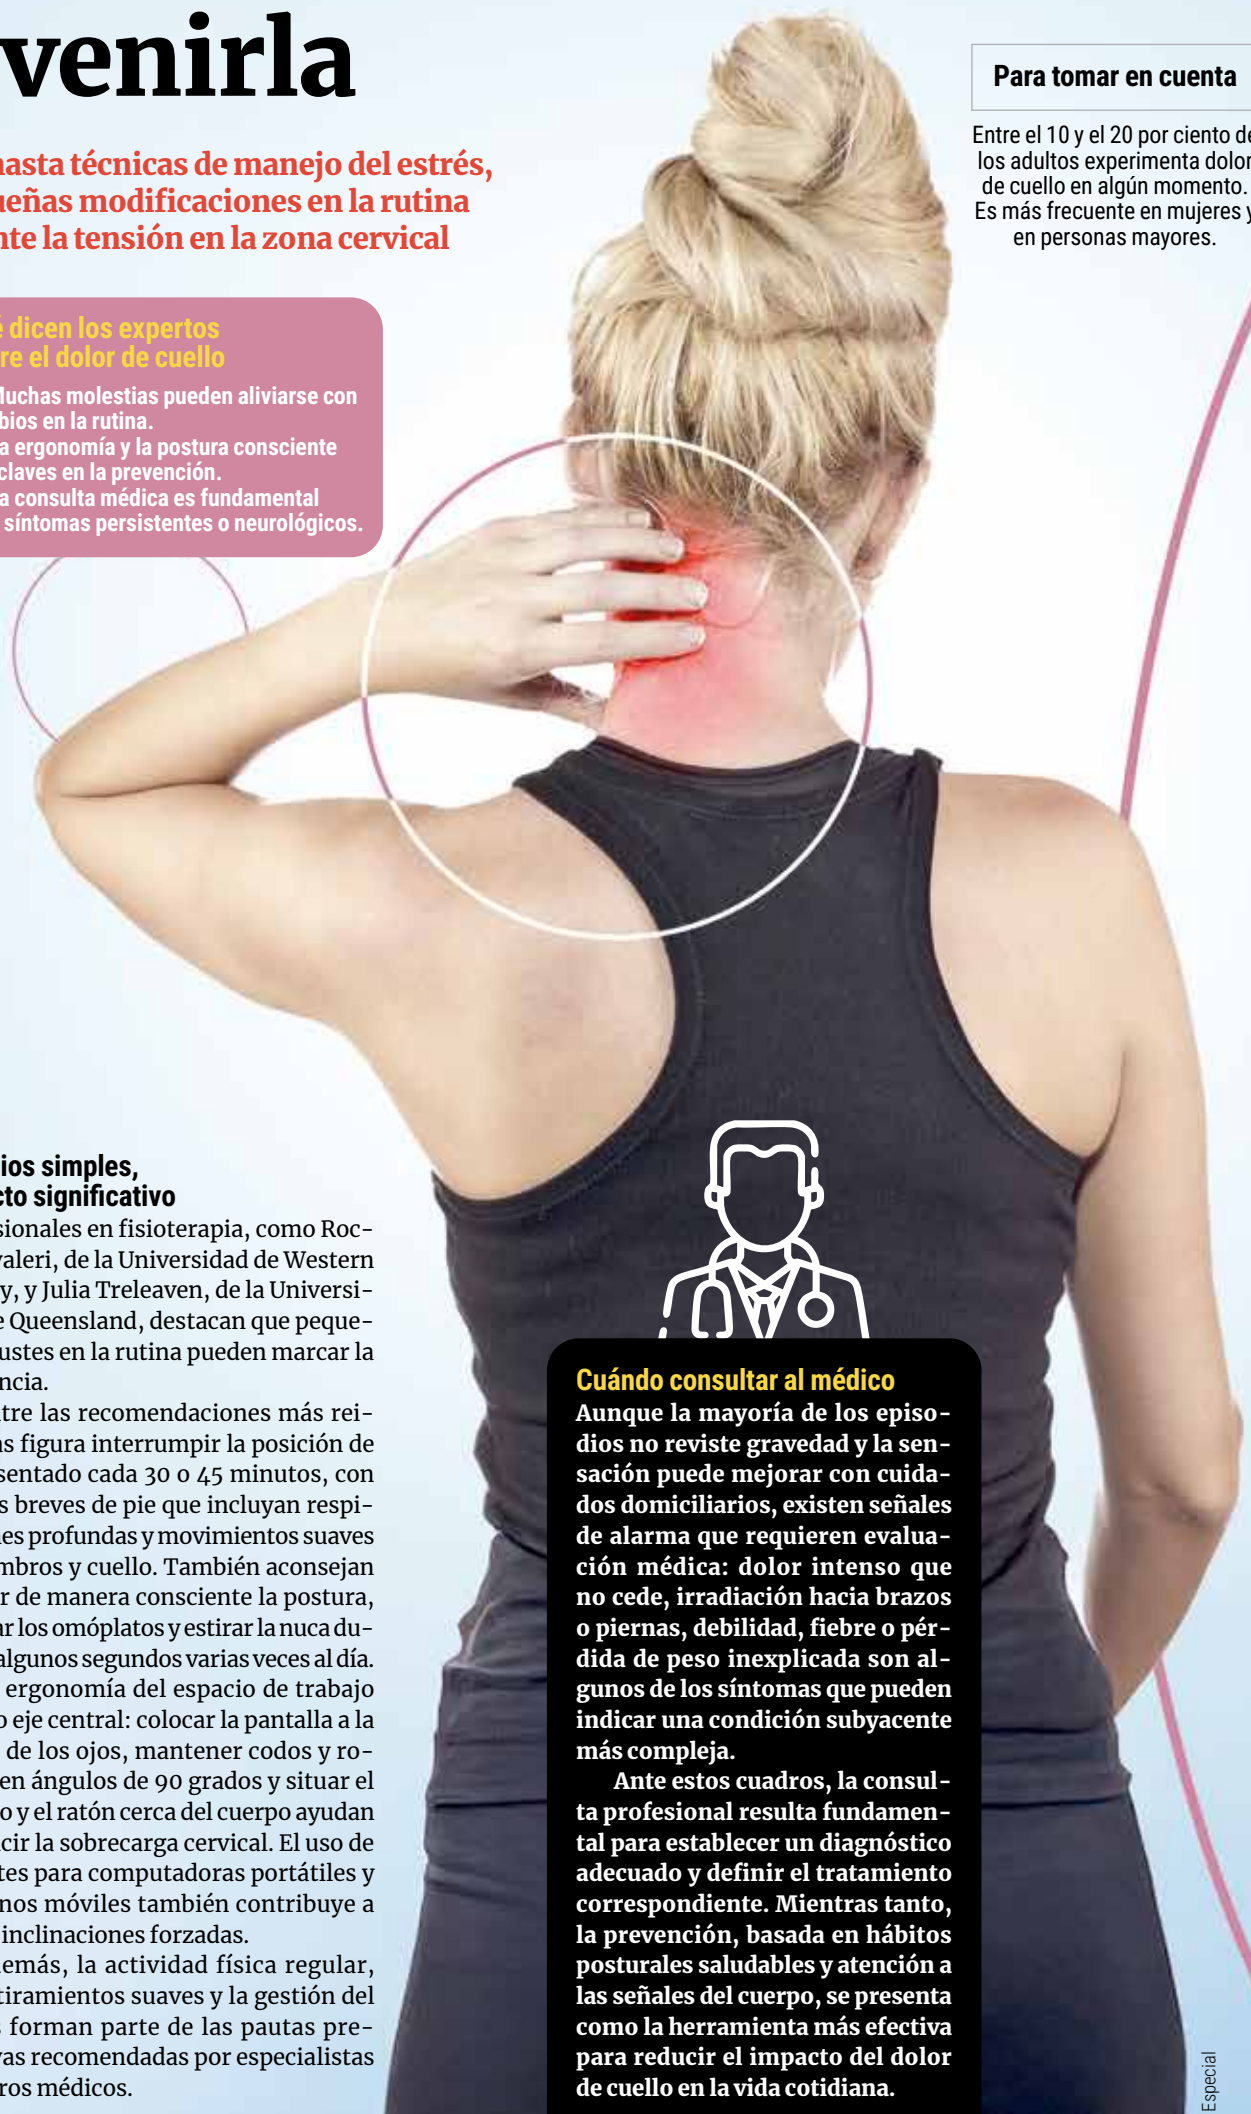 venirla
hasta técnicas de manejo del estrés,
ueñas modificaciones en la rutina
nte la tensión en la zona cervical
é dicen los expertos
re el dolor de cuello
Muchas molestias pueden aliviarse con
bios en la rutina.
a ergonomía y la postura consciente
claves en la prevención.
a consulta médica es fundamental
síntomas persistentes o neurológicos.
Para tomar en cuenta
Entre el 10 y el 20 por ciento de
los adultos experimenta dolor
de cuello en algún momento.
Es más frecuente en mujeres y
en personas mayores.
ios simples,
cto significativo
sionales en fisioterapia, como Roc-
valeri, de la Universidad de Western
y, y Julia Treleaven, de la Universi-
e Queensland, destacan que peque-
ustes en la rutina pueden marcar la
ncia.
tre las recomendaciones más rei-
as figura interrumpir la posición de
sentado cada 30 o 45 minutos, con
s breves de pie que incluyan respi-
nes profundas y movimientos suaves
mbros y cuello. También aconsejan
r de manera consciente la postura,
ar los omóplatos y estirar la nuca du-
algunos segundos varias veces al día.
ergonomía del espacio de trabajo
o eje central: colocar la pantalla a la
de los ojos, mantener codos y ro-
en ángulos de 90 grados y situar el
o y el ratón cerca del cuerpo ayudan
cir la sobrecarga cervical. El uso de
tes para computadoras portátiles y
nos móviles también contribuye a
inclinaciones forzadas.
emás, la actividad física regular,
tiramientos suaves y la gestión del
s forman parte de las pautas pre-
vas recomendadas por especialistas
ros médicos.
Cuándo consultar al médico
Aunque la mayoría de los episo-
dios no reviste gravedad y la sen-
sación puede mejorar con cuida-
dos domiciliarios, existen señales
de alarma que requieren evalua-
ción médica: dolor intenso que
no cede, irradiación hacia brazos
o piernas, debilidad, fiebre o pér-
dida de peso inexplicada son al-
gunos de los síntomas que pueden
indicar una condición subyacente
más compleja.
Ante estos cuadros, la consul-
ta profesional resulta fundamen-
tal para establecer un diagnóstico
adecuado y definir el tratamiento
correspondiente. Mientras tanto,
la prevención, basada en hábitos
posturales saludables y atención a
las señales del cuerpo, se presenta
como la herramienta más efectiva
para reducir el impacto del dolor
de cuello en la vida cotidiana.
Especial